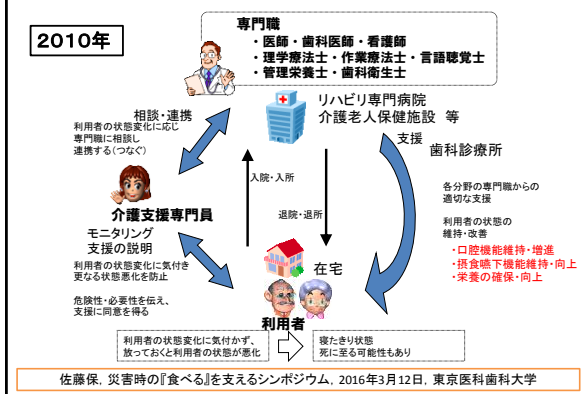 2010年
専門職
・医師・歯科医師・看護師
・理学療法士・作業療法士・言語聴覚士
・管理栄養士・歯科衛生士
相談・連携
利用者の状態変化に応じ
専門職に相談し
連携する(つなぐ)
リハビリ専門病院
介護老人保健施設 等
支援
歯科診療所
入院・入所
退院・退所
各分野の専門職からの
適切な支援
利用者の状態の
維持・改善
・口腔機能維持・増進
・摂食嚥下機能維持・向上
・栄養の確保・向上
介護支援専門員
モニタリング
支援の説明
利用者の状態変化に気付き
更なる状態悪化を防止
危険性・必要性を伝え、
支援に同意を得る
在宅
利用者
利用者の状態変化に気付かず、
放っておくと利用者の状態が悪化
寝たきり状態
死に至る可能性もあり
佐藤保, 災害時の『食べる』を支えるシンポジウム, 2016年3月12日, 東京医科歯科大学